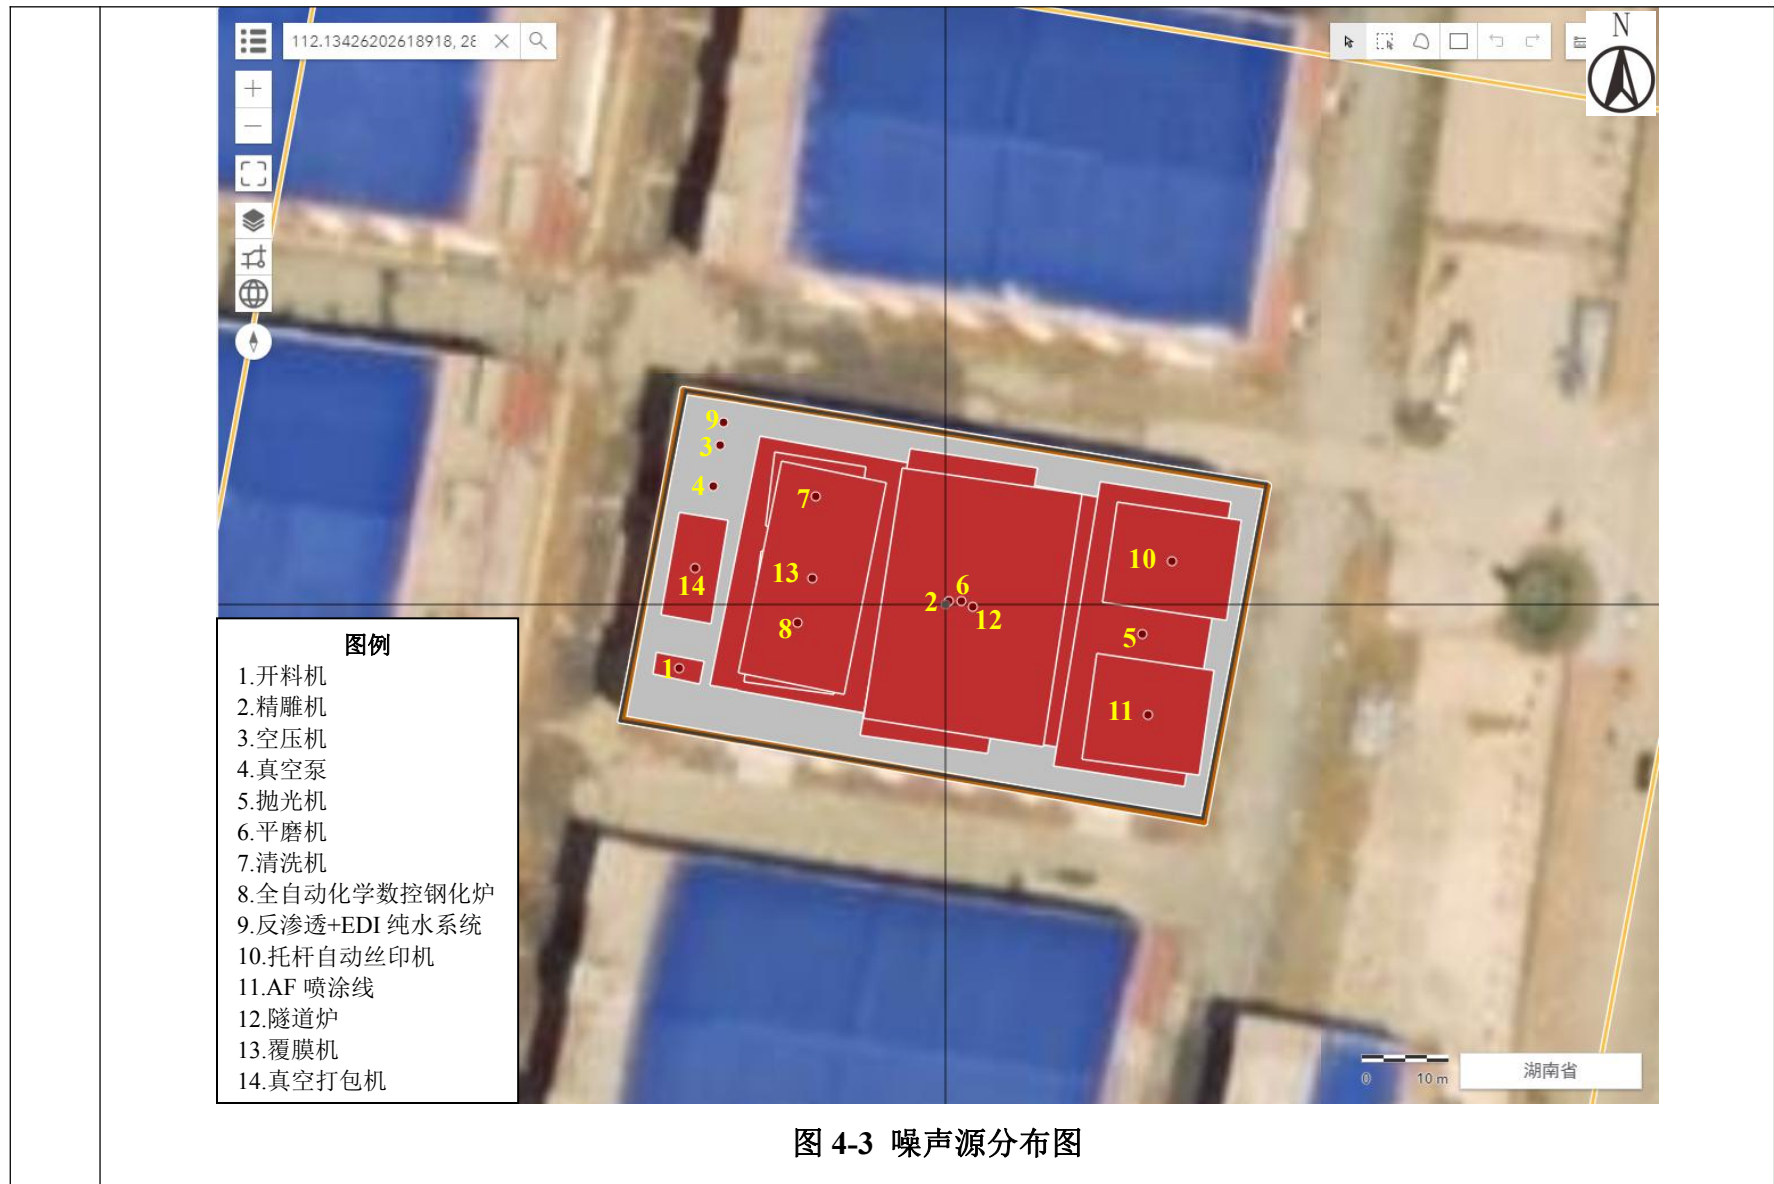 112.13426202618918, 28
N
9
3
4
7
14
13
8
1
2
6
12
10
5
11
图例
1.开料机
2.精雕机
3.空压机
4.真空泵
5.抛光机
6.平磨机
7.清洗机
8.全自动化学数控钢化炉
9.反渗透+EDI 纯水系统
10.托杆自动丝印机
11.AF 喷涂线
12.隧道炉
13.覆膜机
14.真空打包机
0 10 m
湖南省
图 4-3 噪声源分布图